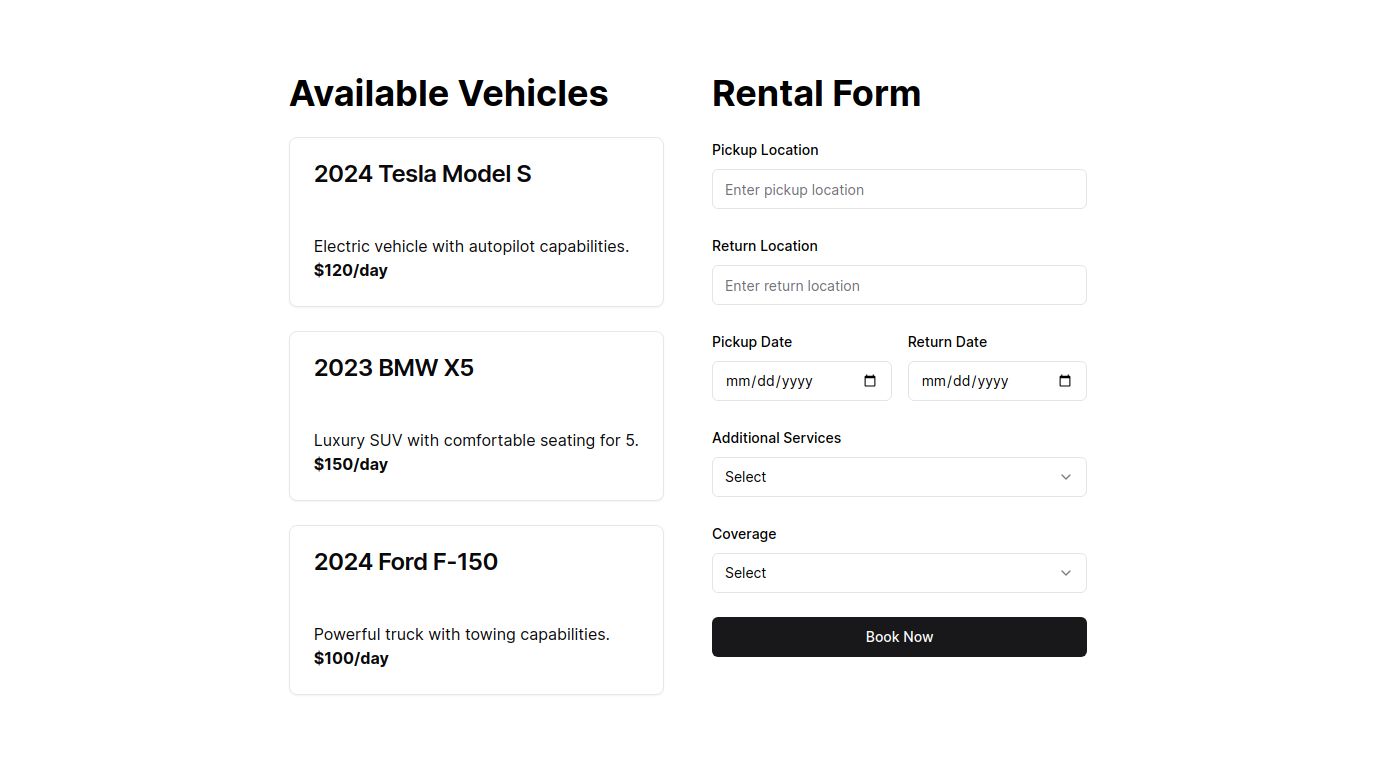 Available Vehicles
2024 Tesla Model S
Electric vehicle with autopilot capabilities.
$120/day
2023 BMW X5
Luxury SUV with comfortable seating for 5.
$150/day
2024 Ford F-150
Powerful truck with towing capabilities.
$100/day
Rental Form
Pickup Location
Enter pickup location
Return Location
Enter return location
Pickup Date Return Date
mm/dd/yyyy mm/dd/yyyy
Additional Services
Select
Coverage
Select
Book Now